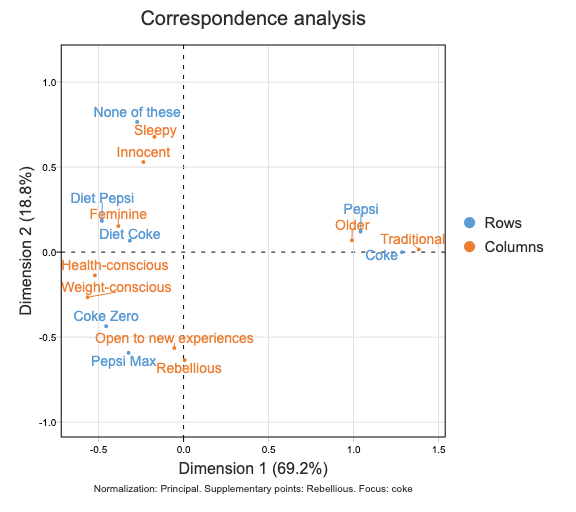 Correspondence analysis
Dimension 2 (18.8%)
1.0
0.5
0.0
-0.5
-1.0
None of these
Sleepy
Innocent
Diet Pepsi
Feminine
Diet Coke
Pepsi
Older
Traditional
Coke
Health-conscious
Weight-conscious
Coke Zero
Open to new experiences
Pepsi Max
Rebellious
Rows
Columns
-0.5
0.0
0.5
1.0
1.5
Dimension 1 (69.2%)
Normalization: Principal. Supplementary points: Rebellious. Focus: coke